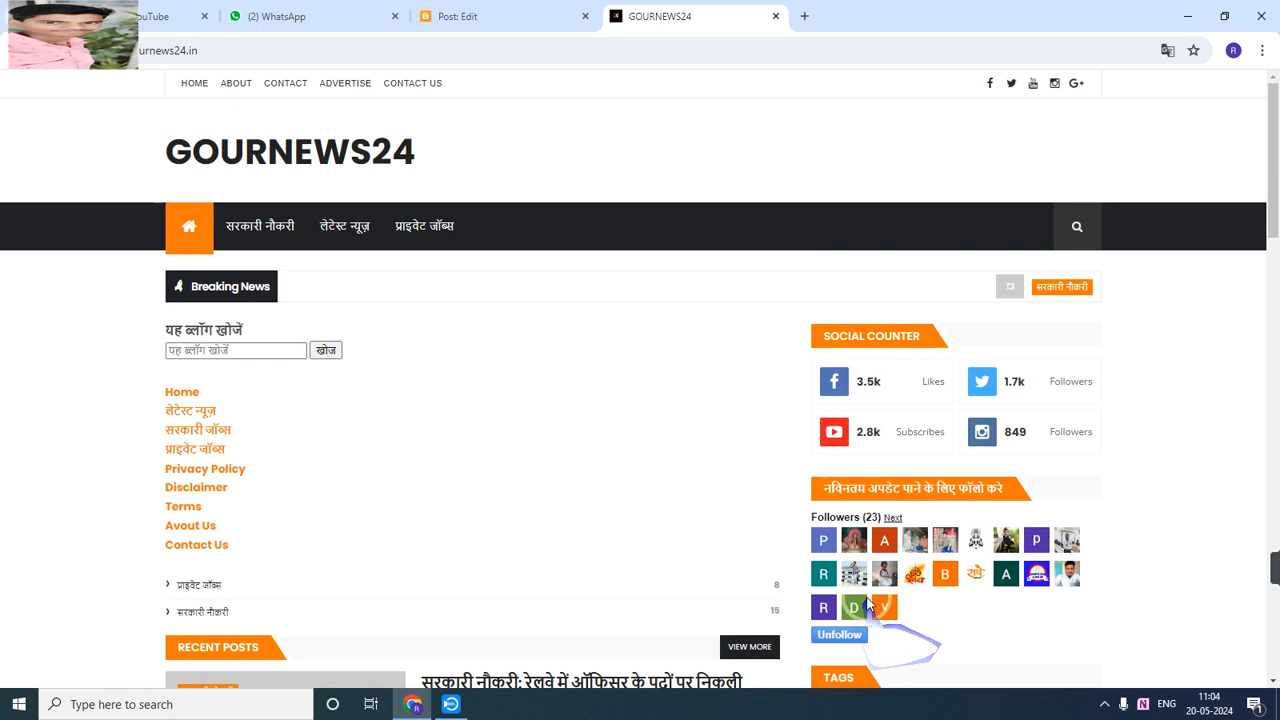 uTube
(2) WhatsApp
Post: Edit
GOURNEWS24
urnews24.in
R
HOME ABOUT CONTACT ADVERTISE CONTACT US
GOURNEWS24
सरकारी नौकरी लेटेस्ट न्यूज़ प्राइवेट जॉब्स
Breaking News
सरकारी नौकरी
यह ब्लॉग खोजें
यह ब्लॉग खोजें
खोज
Home
लेटेस्ट न्यूज़
सरकारी जॉब्स
प्राइवेट जॉब्स
Privacy Policy
Disclaimer
Terms
Avout Us
Contact Us
प्राइवेट जॉब्स 8
सरकारी नौकरी 15
RECENT POSTS
VIEW MORE
सरकारी नौकरी: रेलवे में ऑफिसर के पदों पर निकली
SOCIAL COUNTER
3.5k Likes
1.7k Followers
2.8k Subscribes
849 Followers
नविनतम अपडेट पाने के लिए फॉलो करे
Followers (23) Next
P A P
R B राधे A
R D Y
Unfollow
TAGS
Type here to search
ENG
11:04
20-05-2024